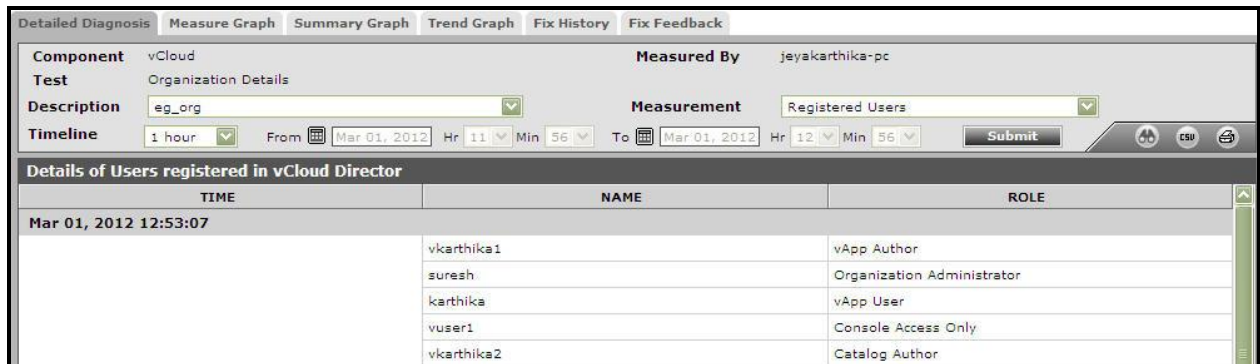 Detailed Diagnosis Measure Graph Summary Graph Trend Graph Fix History Fix Feedback
Component vCloud Measured By jeyakarthika-pc
Test Organization Details
Description eg_org Measurement Registered Users
Timeline 1 hour From Mar 01, 2012 Hr 11 Min 56 To Mar 01, 2012 Hr 12 Min 56 Submit CSV
Details of Users registered in vCloud Director
TIME NAME ROLE
Mar 01, 2012 12:53:07
vkarthika1 vApp Author
suresh Organization Administrator
karthika vApp User
vuser1 Console Access Only
vkarthika2 Catalog Author